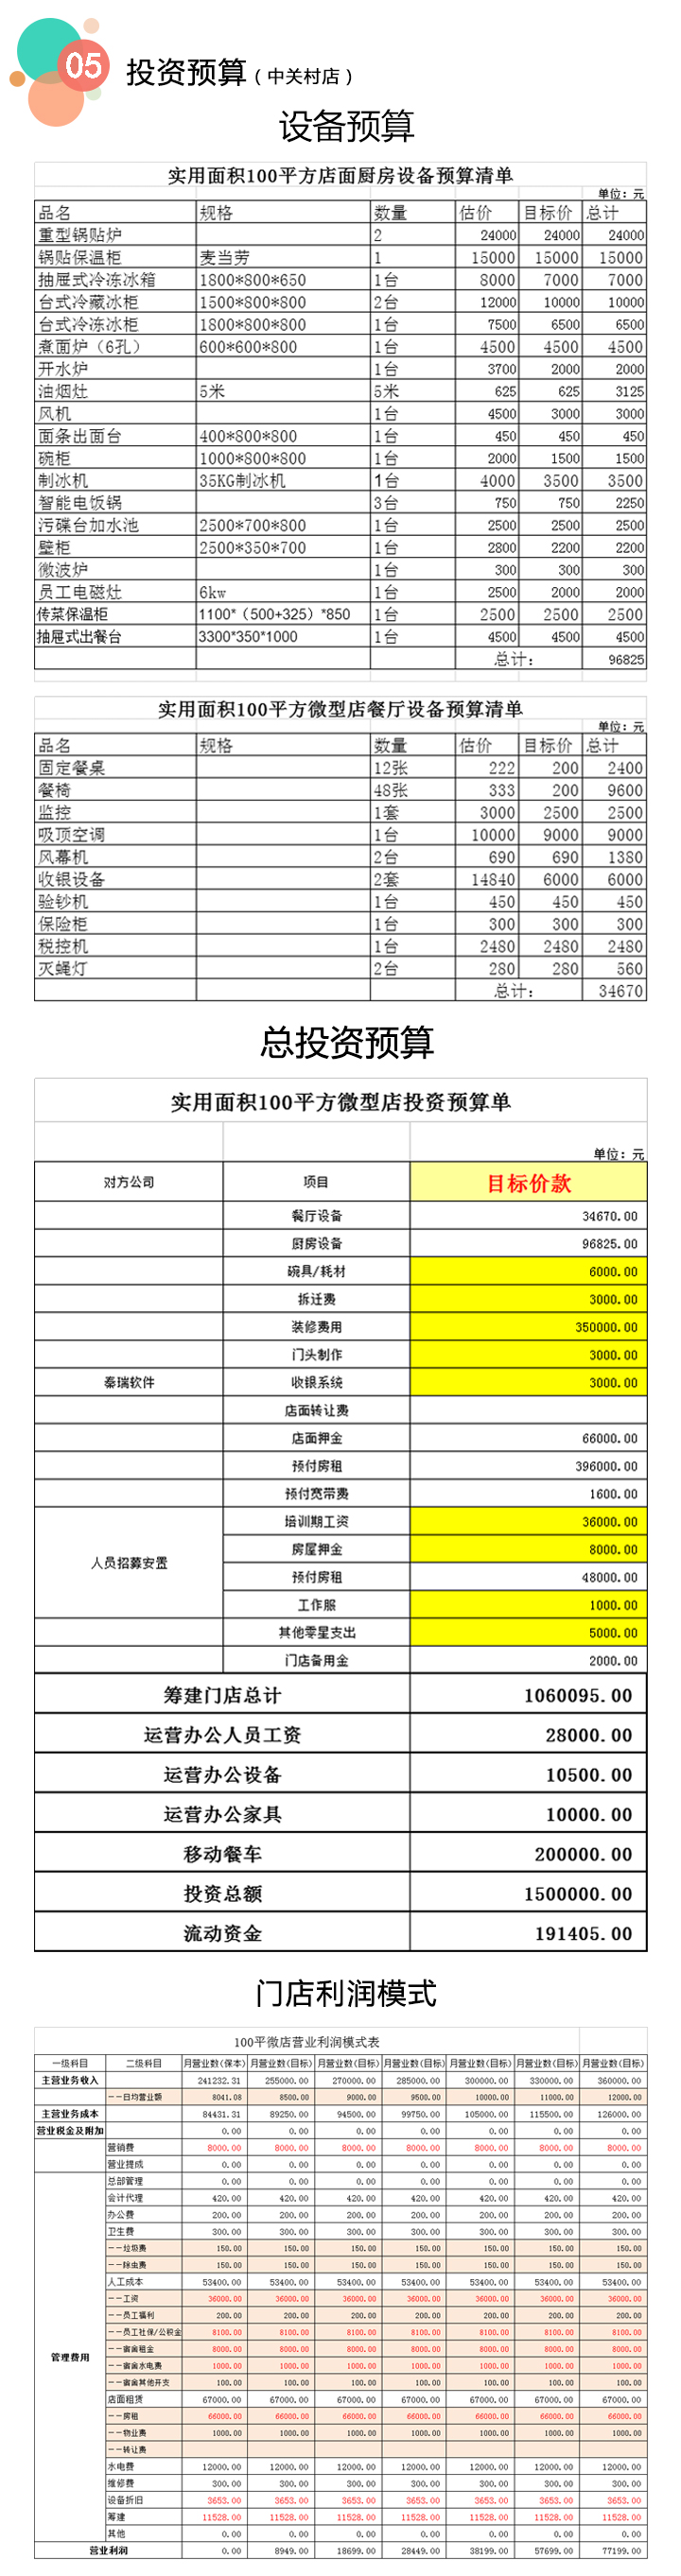 05 投资预算（中关村店）
设备预算
实用面积100平方店面厨房设备预算清单
单位：元
品名 规格 数量 估价 目标价 总计
重型锅贴炉 2 24000 24000 24000
锅贴保温柜 麦当劳 1 15000 15000 15000
抽屉式冷冻冰箱 1800*800*650 1台 8000 7000 7000
台式冷藏冰柜 1500*800*800 2台 12000 10000 10000
台式冷冻冰柜 1800*800*800 1台 7500 6500 6500
煮面炉（6孔） 600*600*800 1台 4500 4500 4500
开水炉 1台 3700 2000 2000
油烟灶 5米 5米 625 625 3125
风机 1台 4500 3000 3000
面条出面台 400*800*800 1台 450 450 450
碗柜 1000*800*800 1台 2000 1500 1500
制冰机 35KG制冰机 1台 4000 3500 3500
智能电饭锅 3台 750 750 2250
污碟台加水池 2500*700*800 1台 2500 2500 2500
壁柜 2500*350*700 1台 2800 2200 2200
微波炉 1台 300 300 300
员工电磁灶 6kw 1台 2500 2000 2000
传菜保温柜 1100*（500+325）*850 1台 2500 2500 2500
抽屉式出餐台 3300*350*1000 1台 4500 4500 4500
总计： 96825
实用面积100平方微型店餐厅设备预算清单
单位：元
品名 规格 数量 估价 目标价 总计
固定餐桌 12张 222 200 2400
餐椅 48张 333 200 9600
监控 1套 3000 2500 2500
吸顶空调 1台 10000 9000 9000
风幕机 2台 690 690 1380
收银设备 2套 14840 6000 6000
验钞机 1台 450 450 450
保险柜 1台 300 300 300
税控机 1台 2480 2480 2480
灭蝇灯 2台 280 280 560
总计： 34670
总投资预算
实用面积100平方微型店投资预算单
单位：元
对方公司 项目 目标价款
餐厅设备 34670.00
厨房设备 96825.00
碗具/耗材 6000.00
拆迁费 3000.00
装修费用 350000.00
门头制作 3000.00
秦瑞软件 收银系统 3000.00
店面转让费
店面押金 66000.00
预付房租 396000.00
预付宽带费 1600.00
人员招募安置 培训期工资 36000.00
房屋押金 8000.00
预付房租 48000.00
工作服 1000.00
其他零星支出 5000.00
门店备用金 2000.00
筹建门店总计 1060095.00
运营办公人员工资 28000.00
运营办公设备 10500.00
运营办公家具 10000.00
移动餐车 200000.00
投资总额 1500000.00
流动资金 191405.00
门店利润模式
100平微店营业利润模式表
一级科目 二级科目 月营业数(保本) 月营业数(目标) 月营业数(目标) 月营业数(目标) 月营业数(目标) 月营业数(目标) 月营业数(目标)
主营业务收入 241232.31 255000.00 270000.00 285000.00 300000.00 330000.00 360000.00
——日均营业额 8041.08 8500.00 9000.00 9500.00 10000.00 11000.00 12000.00
主营业务成本 84431.31 89250.00 94500.00 99750.00 105000.00 115500.00 126000.00
营业税金及附加 0.00 0.00 0.00 0.00 0.00 0.00 0.00
营销费 8000.00 8000.00 8000.00 8000.00 8000.00 8000.00 8000.00
营业提成 0.00 0.00 0.00 0.00 0.00 0.00 0.00
管理费用 总部管理 0.00 0.00 0.00 0.00 0.00 0.00 0.00
会计代理 420.00 420.00 420.00 420.00 420.00 420.00 420.00
办公费 200.00 200.00 200.00 200.00 200.00 200.00 200.00
卫生费 300.00 300.00 300.00 300.00 300.00 300.00 300.00
——垃圾费 150.00 150.00 150.00 150.00 150.00 150.00 150.00
——除虫费 150.00 150.00 150.00 150.00 150.00 150.00 150.00
人工成本 53400.00 53400.00 53400.00 53400.00 53400.00 53400.00 53400.00
——工资 36000.00 36000.00 36000.00 36000.00 36000.00 36000.00 36000.00
——员工福利 200.00 200.00 200.00 200.00 200.00 200.00 200.00
——员工社保/公积金 8100.00 8100.00 8100.00 8100.00 8100.00 8100.00 8100.00
——宿舍租金 8000.00 8000.00 8000.00 8000.00 8000.00 8000.00 8000.00
——宿舍水电费 1000.00 1000.00 1000.00 1000.00 1000.00 1000.00 1000.00
——宿舍其他开支 100.00 100.00 100.00 100.00 100.00 100.00 100.00
店面租赁 67000.00 67000.00 67000.00 67000.00 67000.00 67000.00 67000.00
——房租 66000.00 66000.00 66000.00 66000.00 66000.00 66000.00 66000.00
——物业费 1000.00 1000.00 1000.00 1000.00 1000.00 1000.00 1000.00
——转让费
水电费 12000.00 12000.00 12000.00 12000.00 12000.00 12000.00 12000.00
维修费 300.00 300.00 300.00 300.00 300.00 300.00 300.00
设备折旧 3653.00 3653.00 3653.00 3653.00 3653.00 3653.00 3653.00
筹建 11528.00 11528.00 11528.00 11528.00 11528.00 11528.00 11528.00
其他 0.00 0.00 0.00 0.00 0.00 0.00 0.00
营业利润 0.00 8949.00 18699.00 28449.00 38199.00 57699.00 77199.00